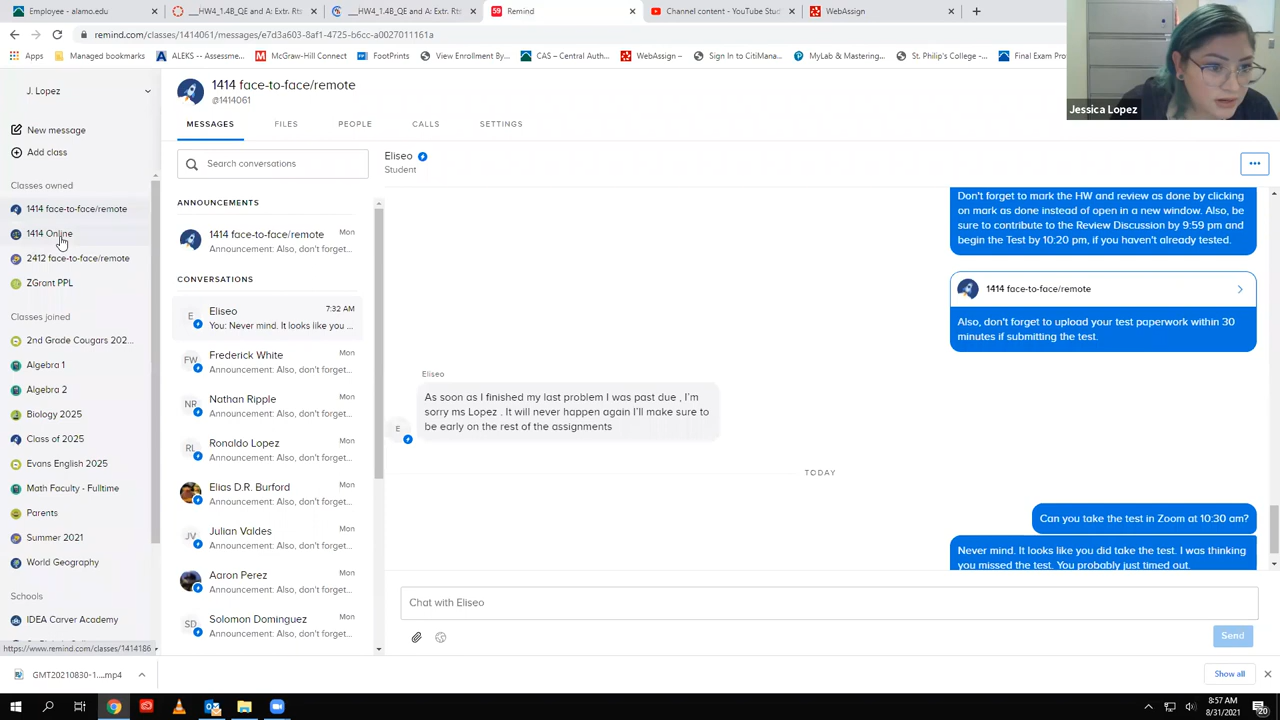 Employee - alamo.edu
__HW4_1.4B_QE and A: Extr. Rts
__HW4_1.4B_QE and A: Extr. Rts
59
Remind
Channel content - YouTube Stud
WebAssign
remind.com/classes/1414061/messages/e7d3a603-8af1-4725-b6cc-a0027011161a
Apps
Managed bookmarks
ALEKS -- Assessme...
McGraw-Hill Connect
FootPrints
View Enrollment By...
CAS – Central Auth...
WebAssign –
Sign In to CitiMana...
MyLab & Mastering...
St. Philip's College -...
Final Exam Pro
Jessica Lopez
J. Lopez
New message
Add class
Classes owned
1414 face-to-face/remote
1414 Online
2412 face-to-face/remote
ZGrant PPL
Classes joined
2nd Grade Cougars 202...
Algebra 1
Algebra 2
Biology 2025
Class of 2025
Evans English 2025
Math Faculty - Fulltime
Parents
Summer 2021
World Geography
Schools
IDEA Carver Academy
https://www.remind.com/classes/1414186
1414 face-to-face/remote
@1414061
MESSAGES
FILES
PEOPLE
CALLS
SETTINGS
Search conversations
ANNOUNCEMENTS
1414 face-to-face/remote
Mon
Announcement: Also, don't forget...
CONVERSATIONS
E
Eliseo
7:32 AM
You: Never mind. It looks like you ...
FW
Frederick White
Mon
Announcement: Also, don't forget...
NR
Nathan Ripple
Mon
Announcement: Also, don't forget...
RL
Ronaldo Lopez
Mon
Announcement: Also, don't forget...
Elias D.R. Burford
Mon
Announcement: Also, don't forget...
JV
Julian Valdes
Mon
Announcement: Also, don't forget...
Aaron Perez
Mon
Announcement: Also, don't forget...
SD
Solomon Dominguez
Mon
Announcement: Also, don't forget...
Eliseo
Student
Don't forget to mark the HW and review as done by clicking
on mark as done instead of open in a new window. Also, be
sure to contribute to the Review Discussion by 9:59 pm and
begin the Test by 10:20 pm, if you haven't already tested.
1414 face-to-face/remote
Also, don't forget to upload your test paperwork within 30
minutes if submitting the test.
Eliseo
As soon as I finished my last problem I was past due , I'm
sorry ms Lopez . It will never happen again I'll make sure to
be early on the rest of the assignments
E
TODAY
Can you take the test in Zoom at 10:30 am?
Never mind. It looks like you did take the test. I was thinking
you missed the test. You probably just timed out.
Chat with Eliseo
Send
GMT20210830-1....mp4
Show all
8:57 AM
8/31/2021
20